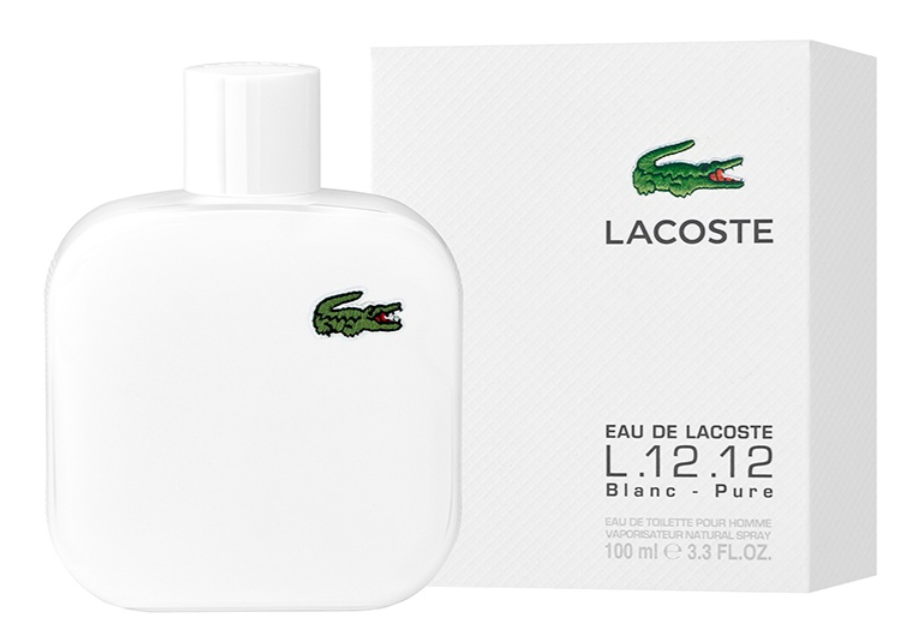 LACOSTE
EAU DE LACOSTE
L.12.12
Blanc - Pure
EAU DE TOILETTE POUR HOMME
VAPORISATEUR NATURAL SPRAY
100 ml ℮ 3.3 FL.OZ.